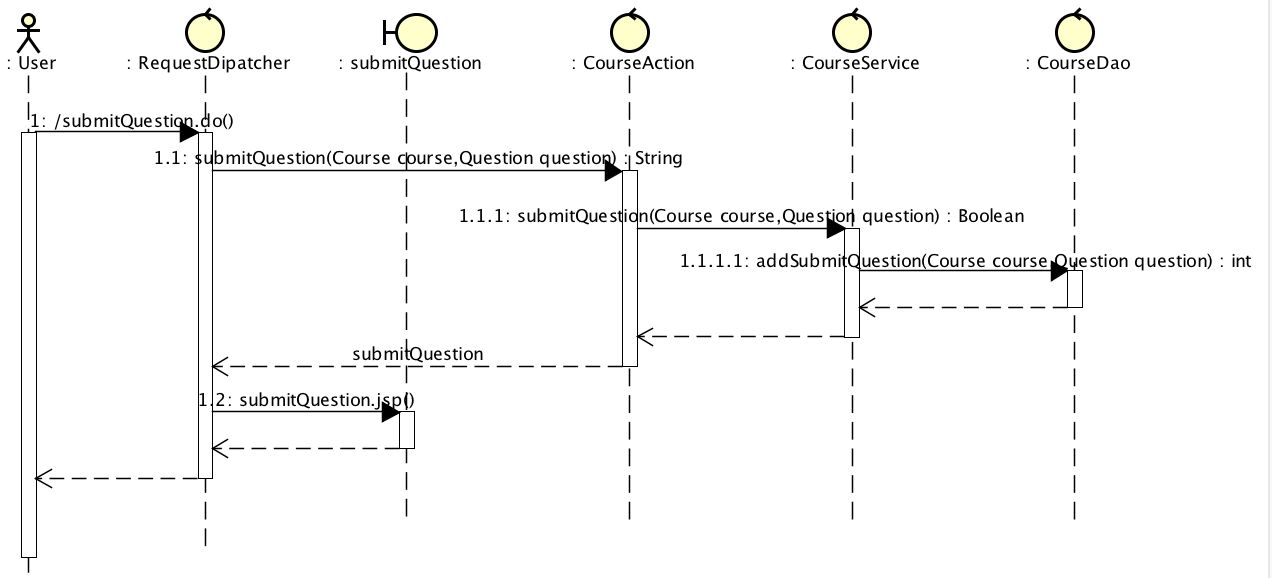 : User
: RequestDipatcher
: submitQuestion
: CourseAction
: CourseService
: CourseDao
1: /submitQuestion.do()
1.1: submitQuestion(Course course,Question question) : String
1.1.1: submitQuestion(Course course,Question question) : Boolean
1.1.1.1: addSubmitQuestion(Course course,Question question) : int
submitQuestion
1.2: submitQuestion.jsp()